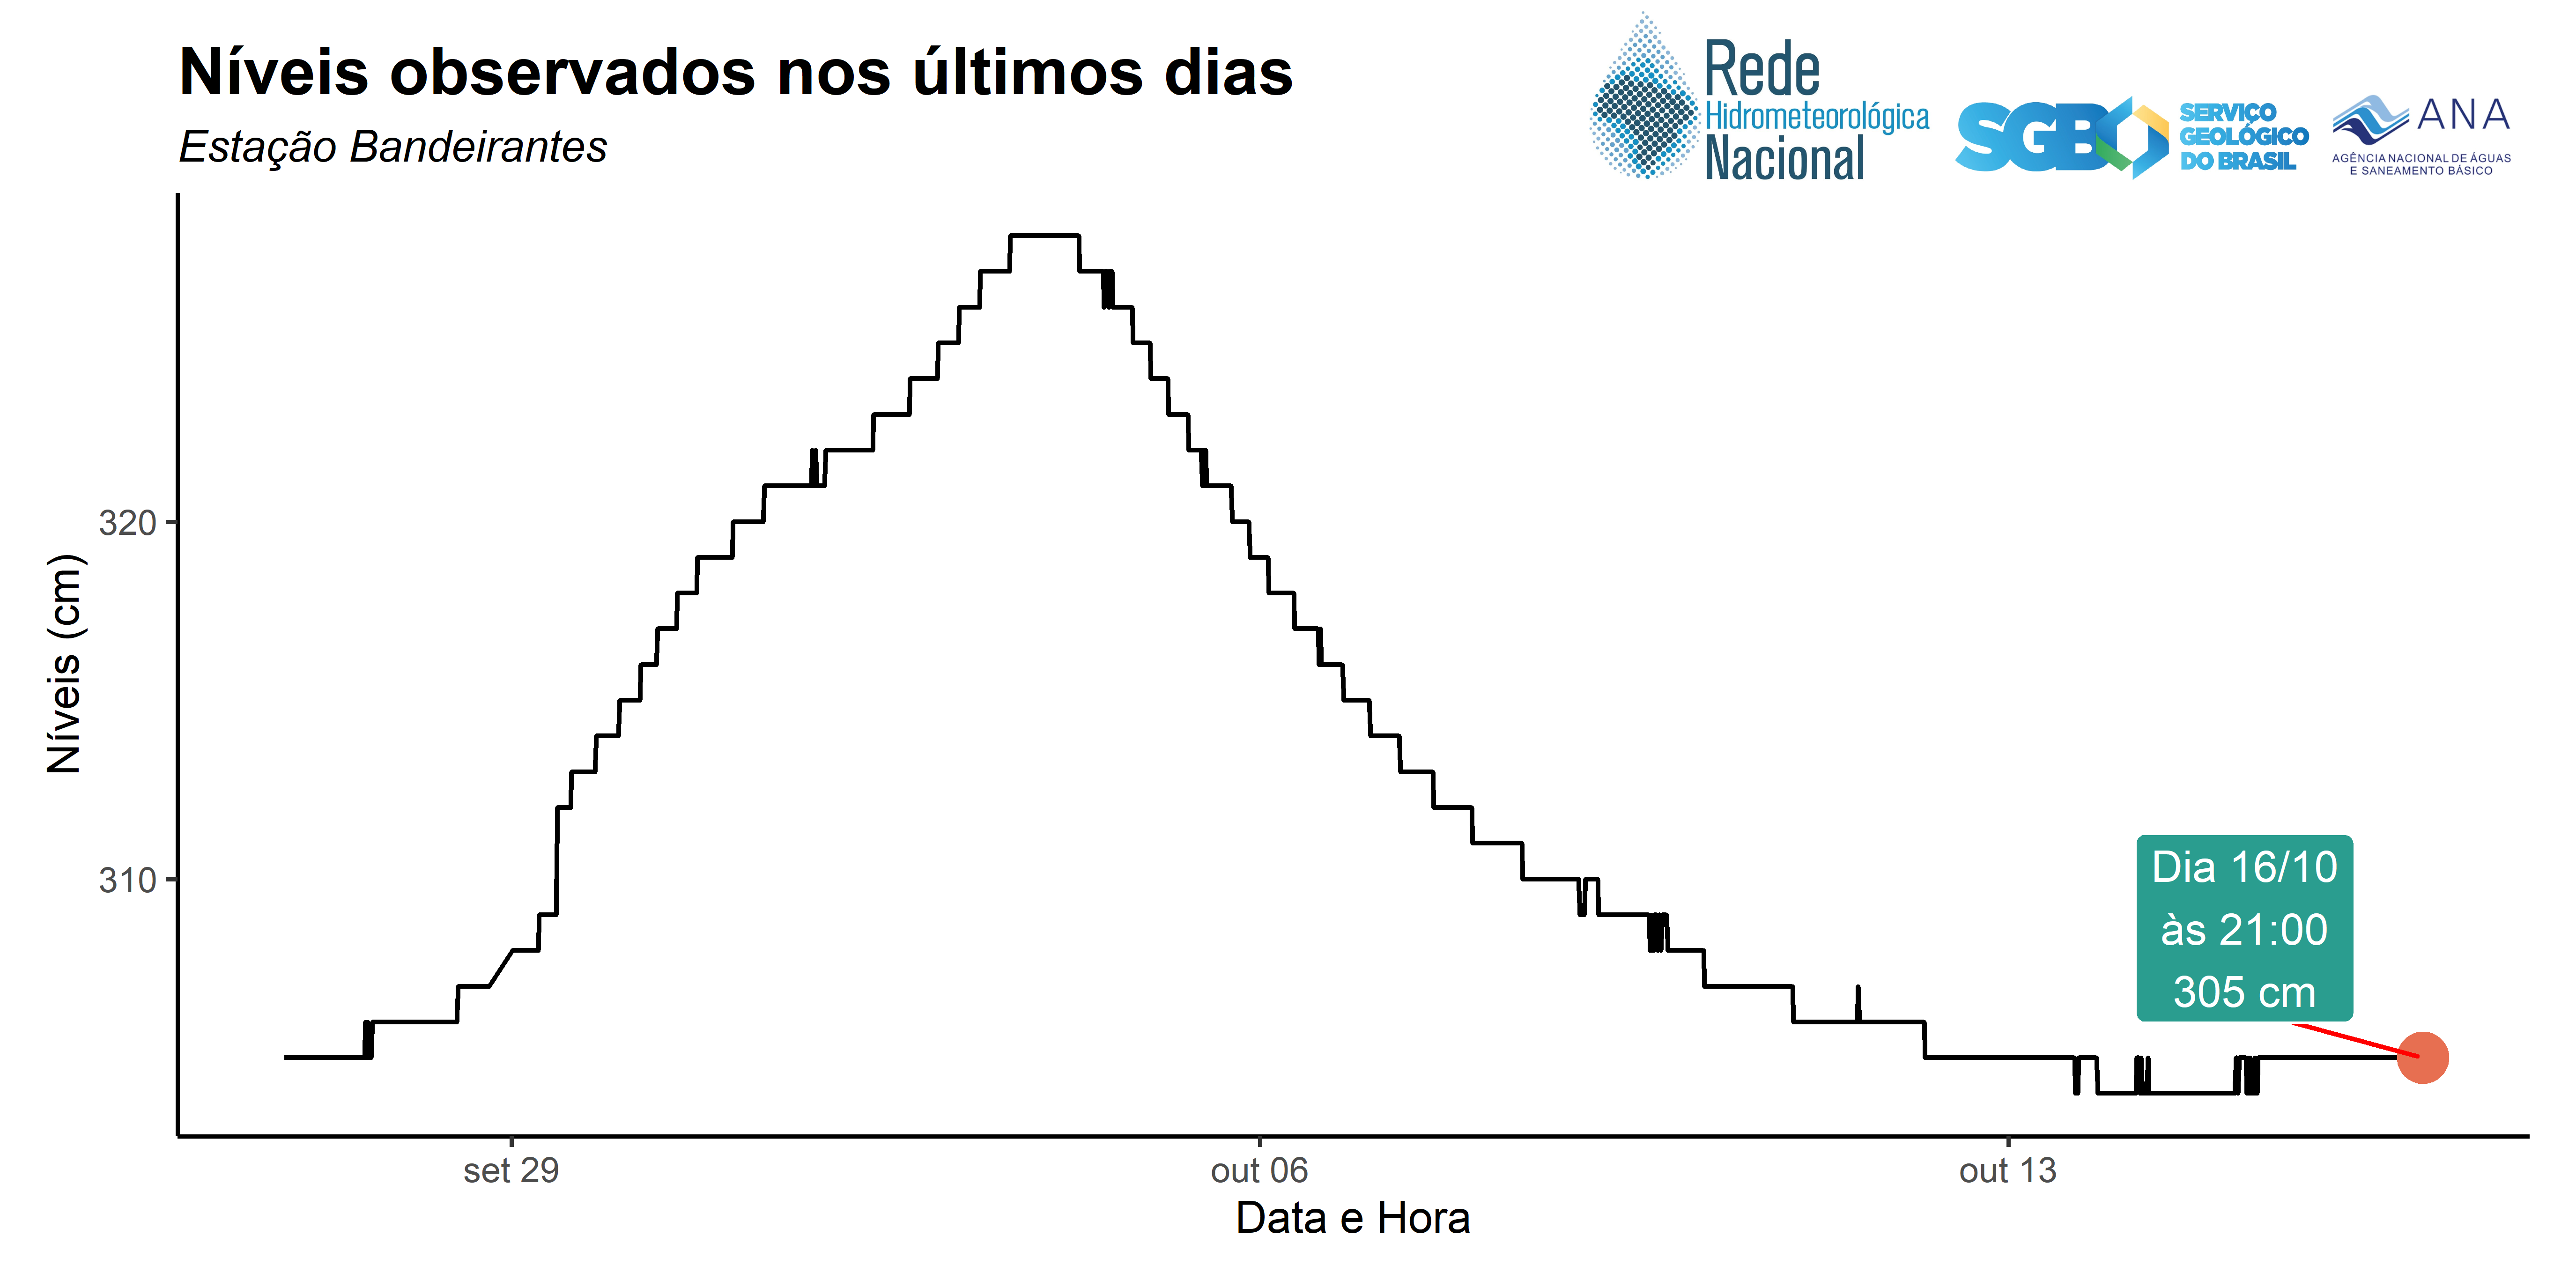 Níveis observados nos últimos dias
Estação Bandeirantes
Rede
Hidrometeorológica
Nacional
SGB
SERVIÇO
GEOLÓGICO
DO BRASIL
ANA
AGÊNCIA NACIONAL DE ÁGUAS
E SANEAMENTO BÁSICO
Níveis (cm)
320
310
Dia 16/10
às 21:00
305 cm
set 29
out 06
out 13
Data e Hora